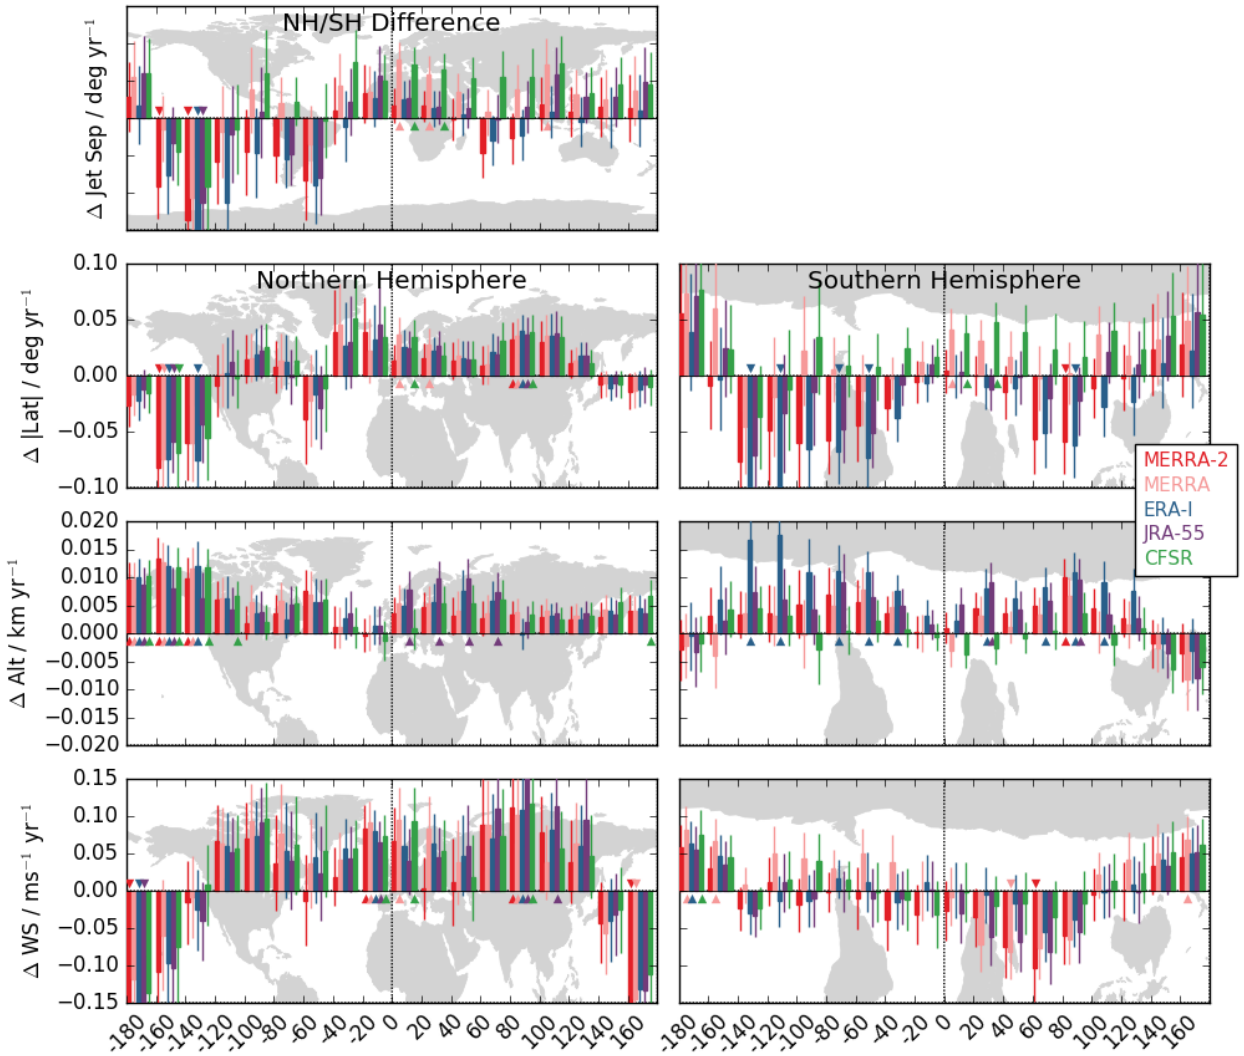 NH/SH Difference
Δ Jet Sep / deg yr⁻¹
Northern Hemisphere
Southern Hemisphere
Δ |Lat| / deg yr⁻¹
0.10
0.05
0.00
−0.05
−0.10
MERRA-2
MERRA
ERA-I
JRA-55
CFSR
Δ Alt / km yr⁻¹
0.020
0.015
0.010
0.005
0.000
−0.005
−0.010
−0.015
−0.020
Δ WS / ms⁻¹ yr⁻¹
0.15
0.10
0.05
0.00
−0.05
−0.10
−0.15
-180 -160 -140 -120 -100 -80 -60 -40 -20 0 20 40 60 80 100 120 140 160
-180 -160 -140 -120 -100 -80 -60 -40 -20 0 20 40 60 80 100 120 140 160